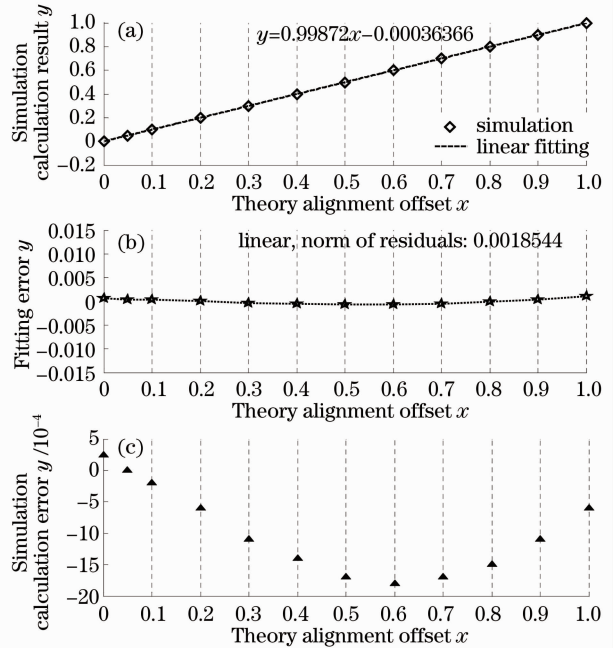 (a)
y=0.99872x−0.00036366
Simulation
calculation result y
1.0
0.8
0.6
0.4
0.2
0
−0.2
simulation
linear fitting
0 0.1 0.2 0.3 0.4 0.5 0.6 0.7 0.8 0.9 1.0
Theory alignment offset x
(b)
linear, norm of residuals: 0.0018544
Fitting error y
0.015
0.010
0.005
0
−0.005
−0.010
−0.015
0 0.1 0.2 0.3 0.4 0.5 0.6 0.7 0.8 0.9 1.0
Theory alignment offset x
(c)
Simulation
calculation error y /10⁻⁴
5
0
−5
−10
−15
−20
0 0.1 0.2 0.3 0.4 0.5 0.6 0.7 0.8 0.9 1.0
Theory alignment offset x